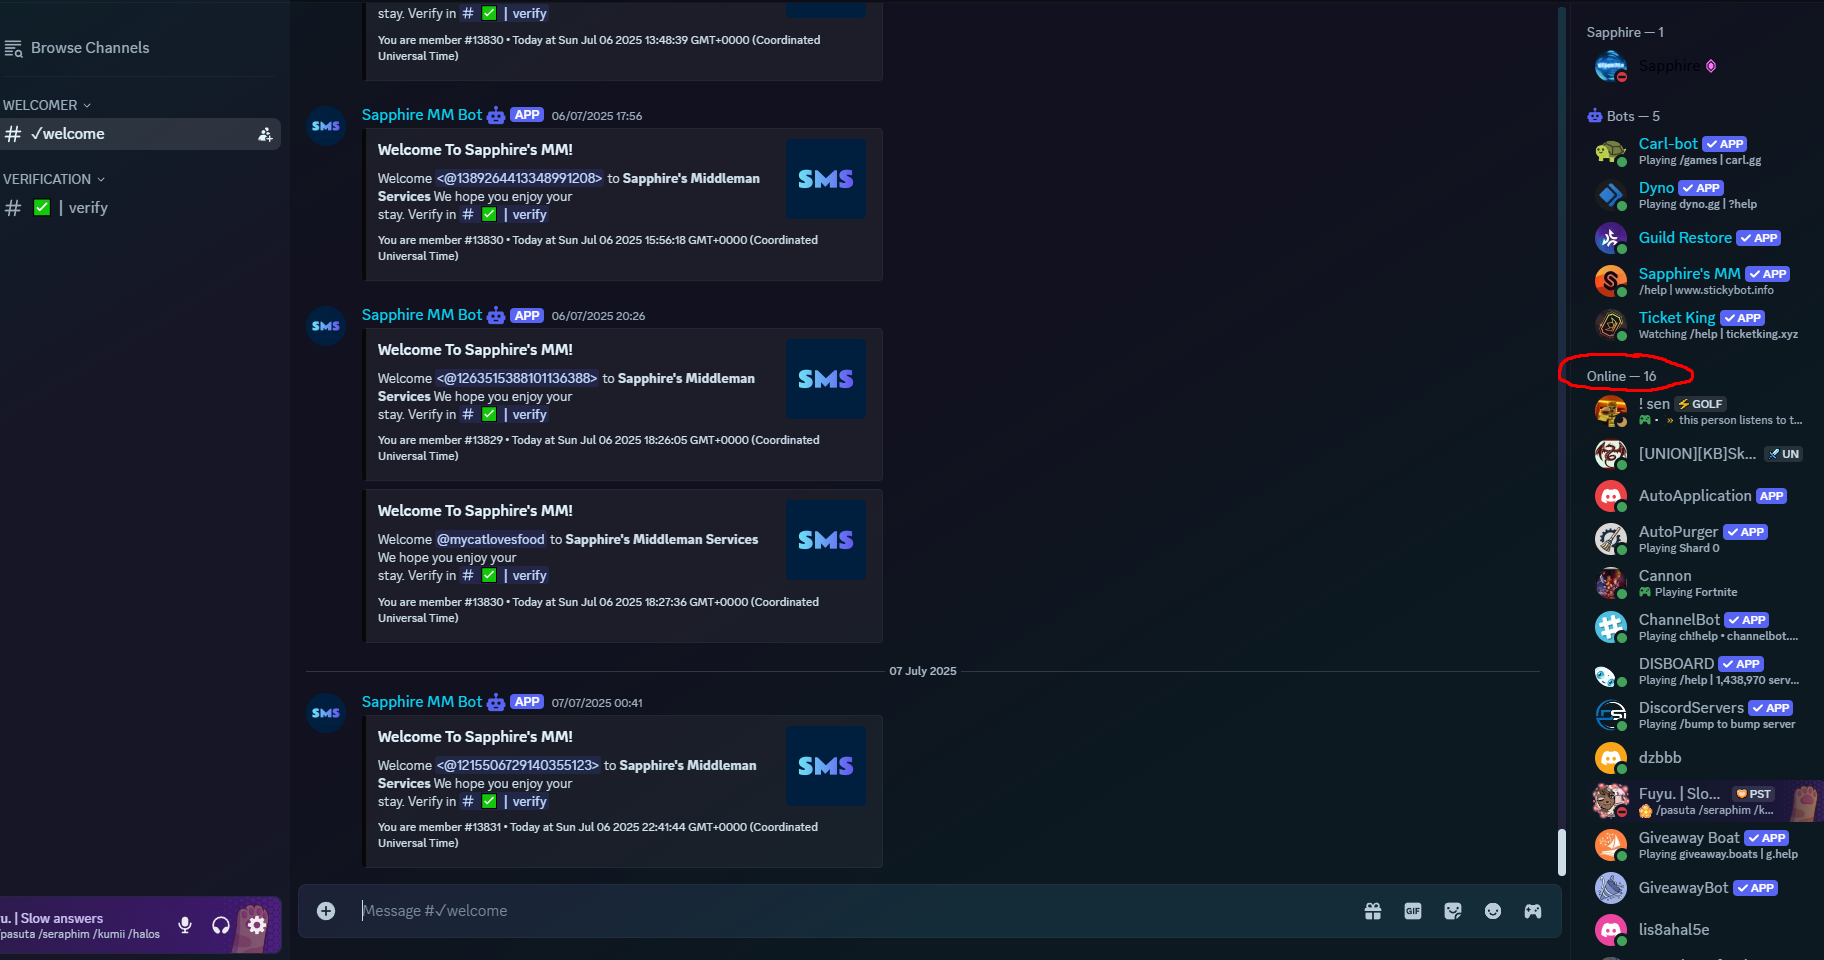 Browse Channels
WELCOMER
# ✓welcome
VERIFICATION
# ✅ | verify
stay. Verify in # ✅ | verify
You are member #13830 • Today at Sun Jul 06 2025 13:48:39 GMT+0000 (Coordinated
Universal Time)
SMS
Sapphire MM Bot APP 06/07/2025 17:56
Welcome To Sapphire's MM!
Welcome <@1389264413348991208> to Sapphire's Middleman
Services We hope you enjoy your
stay. Verify in # ✅ | verify
SMS
You are member #13830 • Today at Sun Jul 06 2025 15:56:18 GMT+0000 (Coordinated
Universal Time)
SMS
Sapphire MM Bot APP 06/07/2025 20:26
Welcome To Sapphire's MM!
Welcome <@1263515388101136388> to Sapphire's Middleman
Services We hope you enjoy your
stay. Verify in # ✅ | verify
SMS
You are member #13829 • Today at Sun Jul 06 2025 18:26:05 GMT+0000 (Coordinated
Universal Time)
Welcome To Sapphire's MM!
Welcome @mycatlovesfood to Sapphire's Middleman Services
We hope you enjoy your
stay. Verify in # ✅ | verify
SMS
You are member #13830 • Today at Sun Jul 06 2025 18:27:36 GMT+0000 (Coordinated
Universal Time)
07 July 2025
SMS
Sapphire MM Bot APP 07/07/2025 00:41
Welcome To Sapphire's MM!
Welcome <@1215506729140355123> to Sapphire's Middleman
Services We hope you enjoy your
stay. Verify in # ✅ | verify
SMS
You are member #13831 • Today at Sun Jul 06 2025 22:41:44 GMT+0000 (Coordinated
Universal Time)
Message #✓welcome
GIF
u. | Slow answers
/pasuta /seraphim /kumii /halos
Sapphire — 1
Sapphire
Bots — 5
Carl-bot ✓ APP
Playing /games | carl.gg
Dyno ✓ APP
Playing dyno.gg | ?help
Guild Restore ✓ APP
Sapphire's MM ✓ APP
/help | www.stickybot.info
Ticket King ✓ APP
Watching /help | ticketking.xyz
Online — 16
! sen ⚡ GOLF
• » this person listens to t...
[UNION][KB]Sk... UN
AutoApplication APP
AutoPurger ✓ APP
Playing Shard 0
Cannon
Playing Fortnite
ChannelBot ✓ APP
Playing ch!help • channelbot....
DISBOARD ✓ APP
Playing /help | 1,438,970 serv...
DiscordServers ✓ APP
Playing /bump to bump server
dzbbb
Fuyu. | Slo... PST
/pasuta /seraphim /k...
Giveaway Boat ✓ APP
Playing giveaway.boats | g.help
GiveawayBot ✓ APP
lis8ahal5e